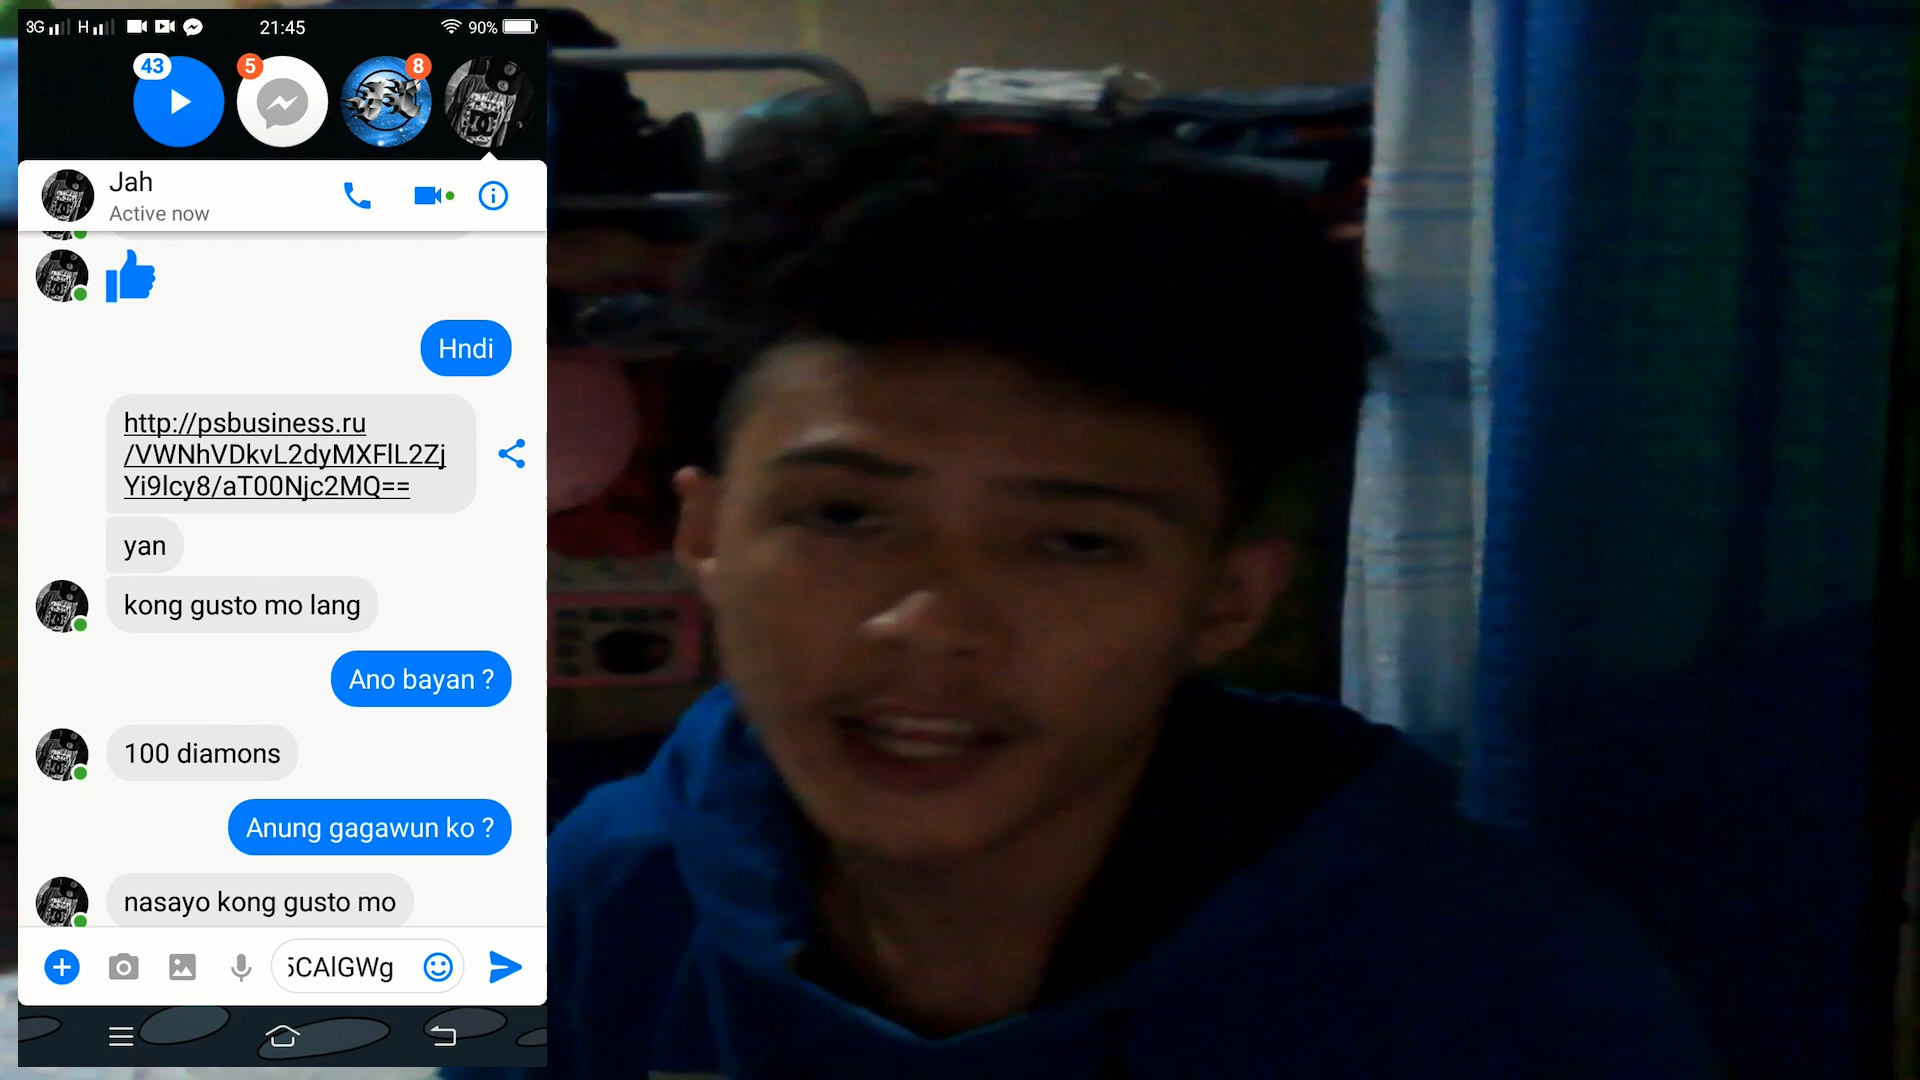 3G H 21:45 90%
43 5 8
Jah
Active now
Hndi
http://psbusiness.ru
/VWNhVDkvL2dyMXFlL2Zj
Yi9lcy8/aT00Njc2MQ==
yan
kong gusto mo lang
Ano bayan ?
100 diamons
Anung gagawun ko ?
nasayo kong gusto mo
5CAlGWg